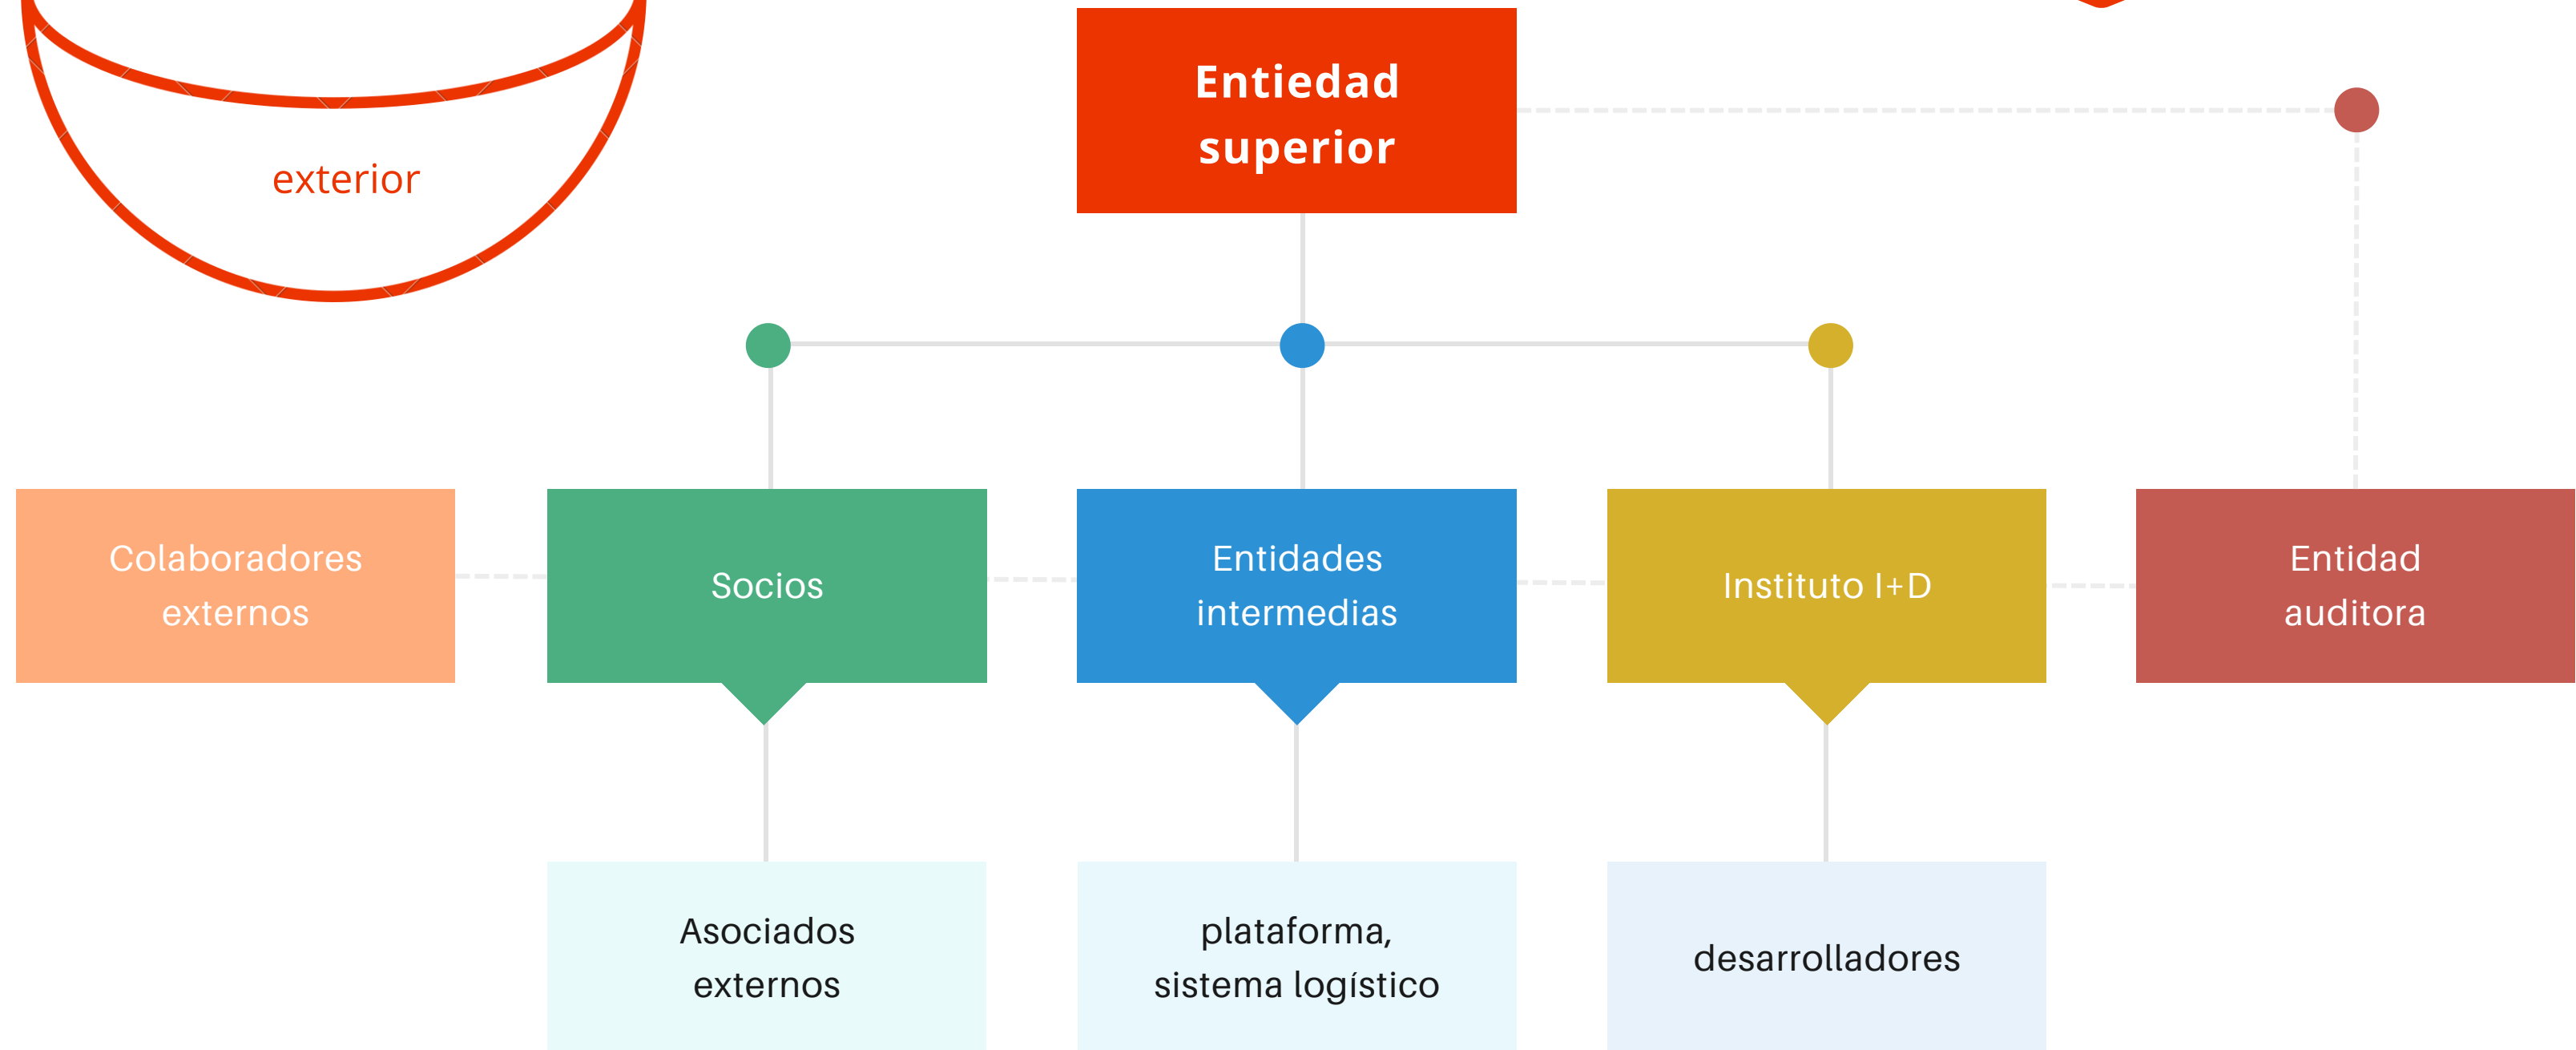 exterior
Entiedad
superior
Colaboradores
externos
Socios
Entidades
intermedias
Instituto I+D
Entidad
auditora
Asociados
externos
plataforma,
sistema logístico
desarrolladores